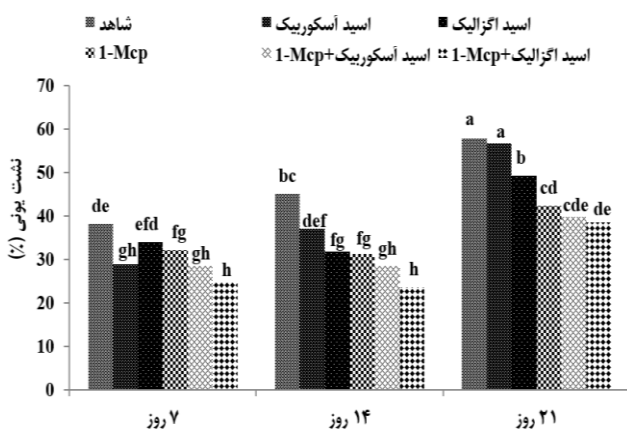 شاهد
اسید آسکوربیک
اسید اگزالیک
1-Mcp
اسید آسکوربیک+1-Mcp
اسید اگزالیک+1-Mcp
نشت یونی (%)
70
60
50
40
30
20
10
0
de
gh
efd
fg
gh
h
bc
def
fg
fg
gh
h
a
a
b
cd
cde
de
۷ روز
۱۴ روز
۲۱ روز